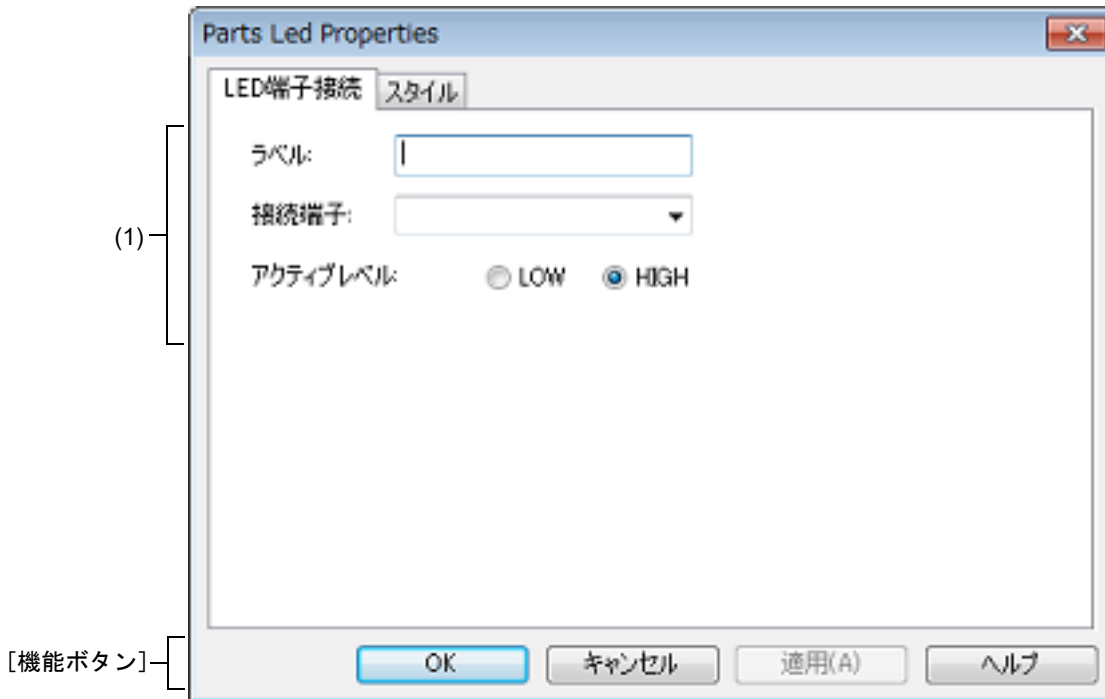 Parts Led Properties
LED端子接続 スタイル
ラベル:
接続端子:
(1)
アクティブレベル: LOW HIGH
[機能ボタン] OK キャンセル 適用(A) ヘルプ